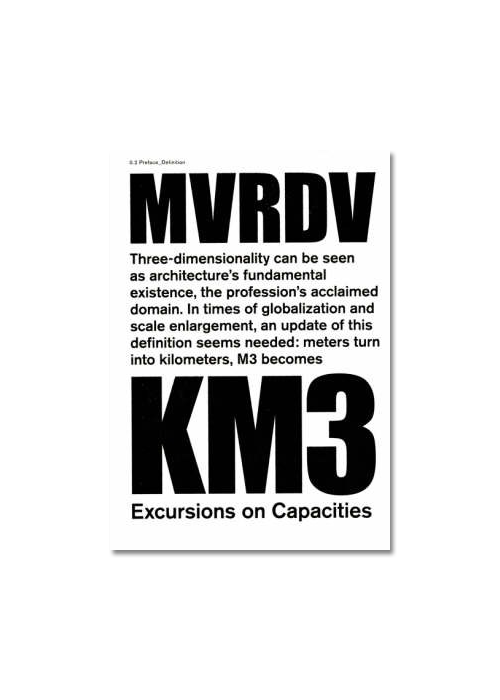 0.2 Preface_Definition
MVRDV
Three-dimensionality can be seen
as architecture's fundamental
existence, the profession's acclaimed
domain. In times of globalization and
scale enlargement, an update of this
definition seems needed: meters turn
into kilometers, M3 becomes
KM3
Excursions on Capacities